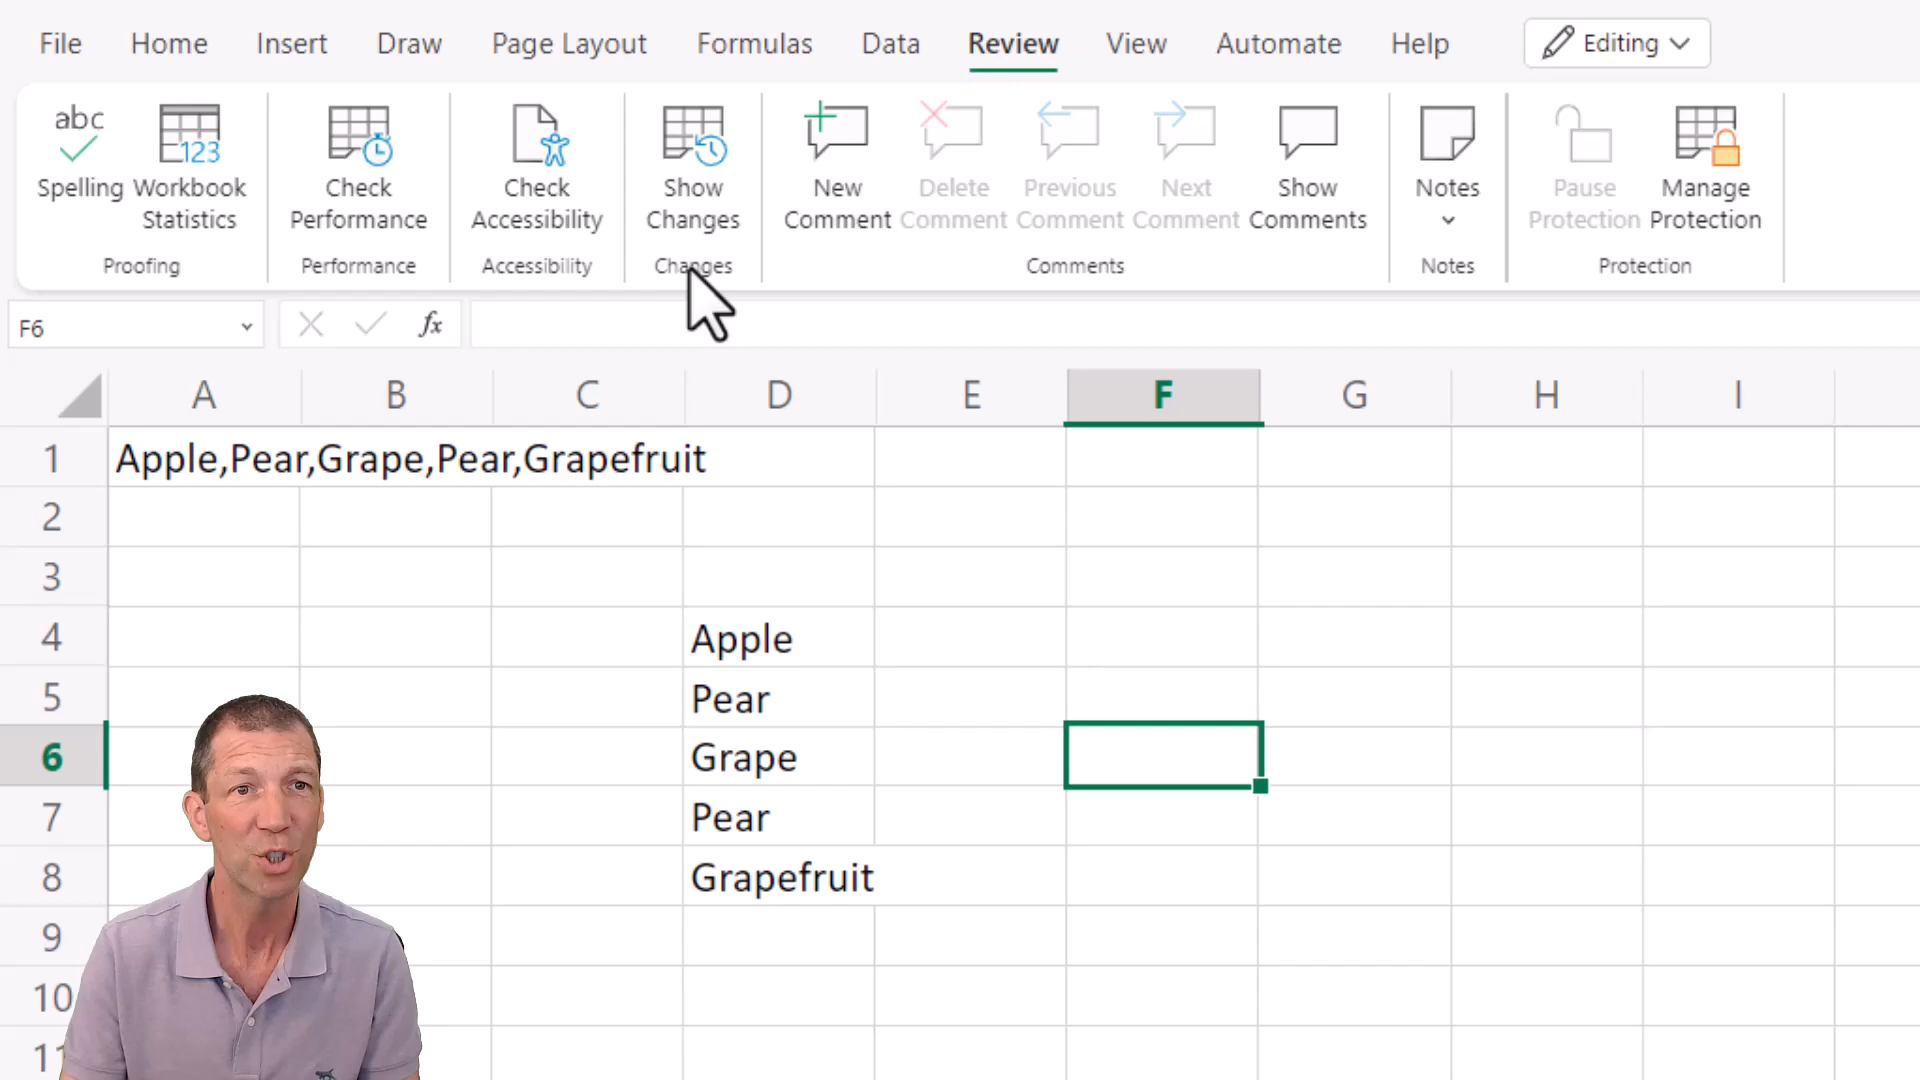 File Home Insert Draw Page Layout Formulas Data Review View Automate Help Editing
abc 123
Spelling Workbook Statistics Check Performance Check Accessibility Show Changes New Comment Delete Comment Previous Comment Next Comment Show Comments Notes Pause Protection Manage Protection
Proofing Performance Accessibility Changes Comments Notes Protection
F6 fx
A B C D E F G H I
1 Apple,Pear,Grape,Pear,Grapefruit
2
3
4 Apple
5 Pear
6 Grape
7 Pear
8 Grapefruit
9
10
11